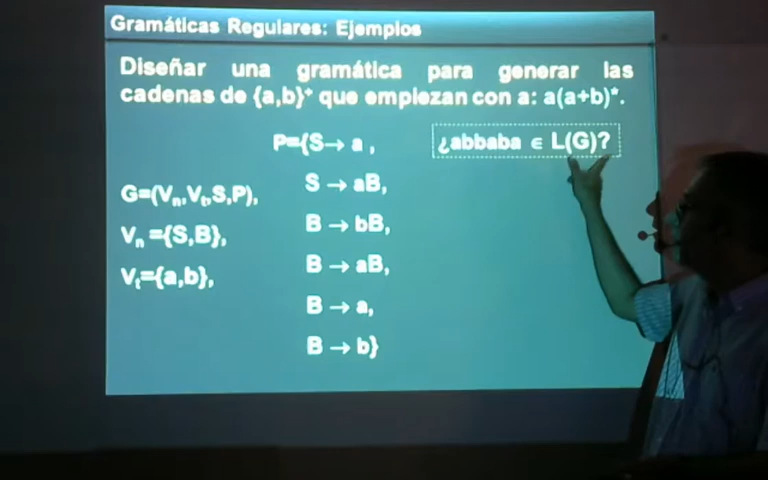 Gramáticas Regulares: Ejemplos
Diseñar una gramática para generar las
cadenas de {a,b}⁺ que empiezan con a: a(a+b)*.
P={S→ a ,
¿abbaba ∈ L(G)?
S → aB,
G=(Vₙ,Vₜ,S,P),
B → bB,
Vₙ ={S,B},
B → aB,
Vₜ={a,b},
B → a,
B → b}